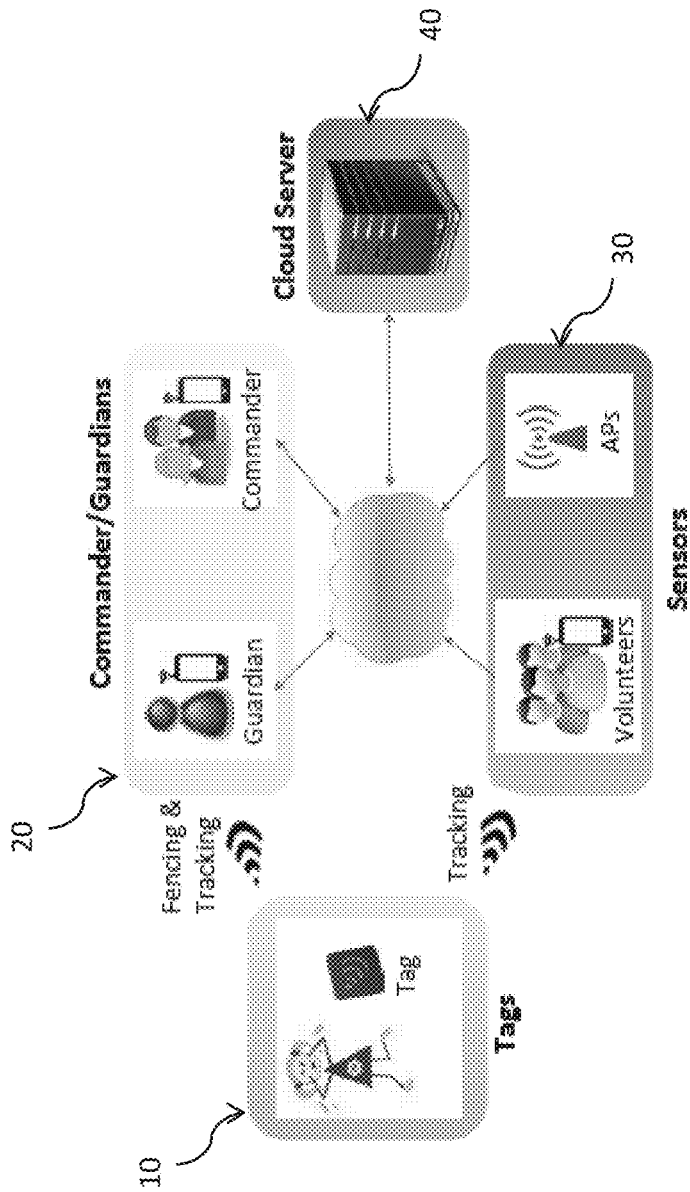 20
Commander/Guardians
Guardian
Commander
Fencing &
Tracking
10
Tag
Tags
Cloud Server
40
Tracking
Volunteers
APs
30
Sensors